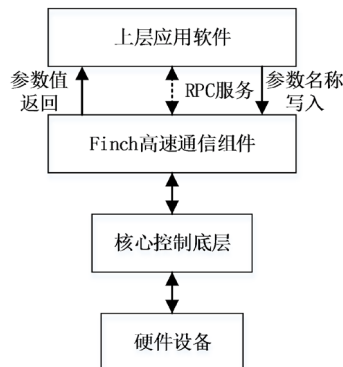 上层应用软件
参数值
返回
RPC服务
参数名称
写入
Finch高速通信组件
核心控制底层
硬件设备